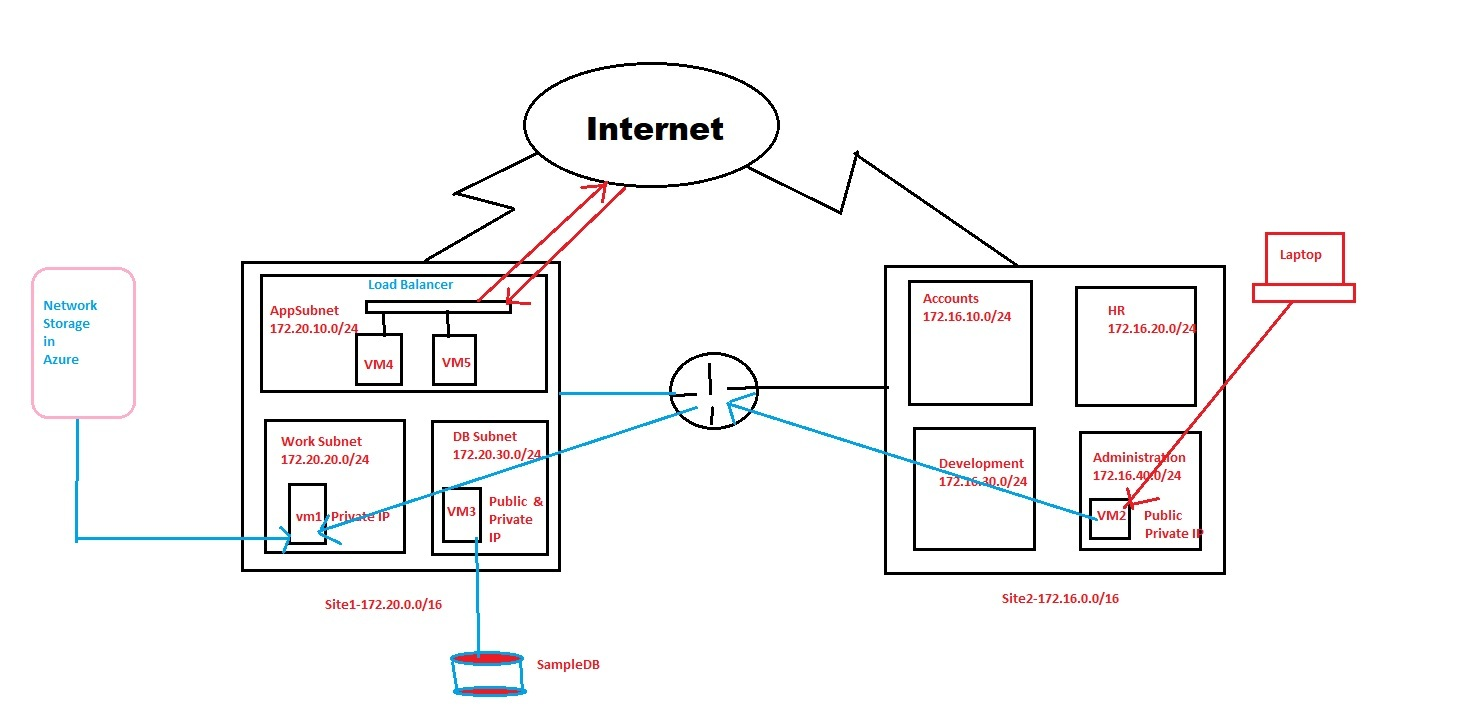 Internet
Network
Storage
in
Azure
Load Balancer
AppSubnet
172.20.10.0/24
VM4
VM5
Work Subnet
172.20.20.0/24
vm1
Private IP
DB Subnet
172.20.30.0/24
VM3
Public &
Private
IP
Site1-172.20.0.0/16
SampleDB
Accounts
172.16.10.0/24
HR
172.16.20.0/24
Development
172.16.30.0/24
Administration
172.16.40.0/24
VM2
Public
Private IP
Site2-172.16.0.0/16
Laptop